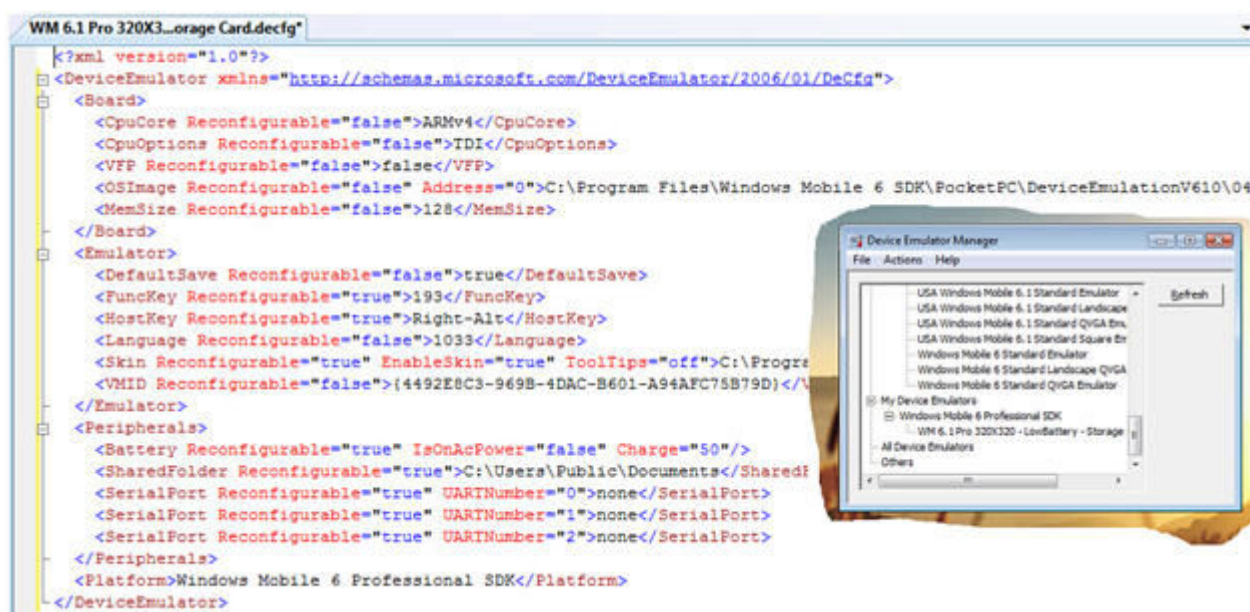 WM 6.1 Pro 320X3...orage Card.decfg*
<?xml version="1.0"?>
<DeviceEmulator xmlns="http://schemas.microsoft.com/DeviceEmulator/2006/01/DeCfg">
<Board>
<CpuCore Reconfigurable="false">ARMv4</CpuCore>
<CpuOptions Reconfigurable="false">TDI</CpuOptions>
<VFP Reconfigurable="false">false</VFP>
<OSImage Reconfigurable="false" Address="0">C:\Program Files\Windows Mobile 6 SDK\PocketPC\DeviceEmulationV610\04
<MemSize Reconfigurable="false">128</MemSize>
</Board>
<Emulator>
<DefaultSave Reconfigurable="false">true</DefaultSave>
<FuncKey Reconfigurable="true">193</FuncKey>
<HostKey Reconfigurable="true">Right-Alt</HostKey>
<Language Reconfigurable="false">1033</Language>
<Skin Reconfigurable="true" EnableSkin="true" ToolTips="off">C:\Progra
<VMID Reconfigurable="false">{4492E8C3-969B-4DAC-B601-A94AFC75B79D}</V
</Emulator>
<Peripherals>
<Battery Reconfigurable="true" IsOnAcPower="false" Charge="50"/>
<SharedFolder Reconfigurable="true">C:\Users\Public\Documents</SharedF
<SerialPort Reconfigurable="true" UARTNumber="0">none</SerialPort>
<SerialPort Reconfigurable="true" UARTNumber="1">none</SerialPort>
<SerialPort Reconfigurable="true" UARTNumber="2">none</SerialPort>
</Peripherals>
<Platform>Windows Mobile 6 Professional SDK</Platform>
</DeviceEmulator>
Device Emulator Manager
File Actions Help
USA Windows Mobile 6.1 Standard Emulator
USA Windows Mobile 6.1 Standard Landscape
USA Windows Mobile 6.1 Standard QVGA Emu
USA Windows Mobile 6.1 Standard Square Em
Windows Mobile 6 Standard Emulator
Windows Mobile 6 Standard Landscape QVGA
Windows Mobile 6 Standard QVGA Emulator
My Device Emulators
Windows Mobile 6 Professional SDK
WM 6.1 Pro 320X320 - LowBattery - Storage
All Device Emulators
Others
Refresh